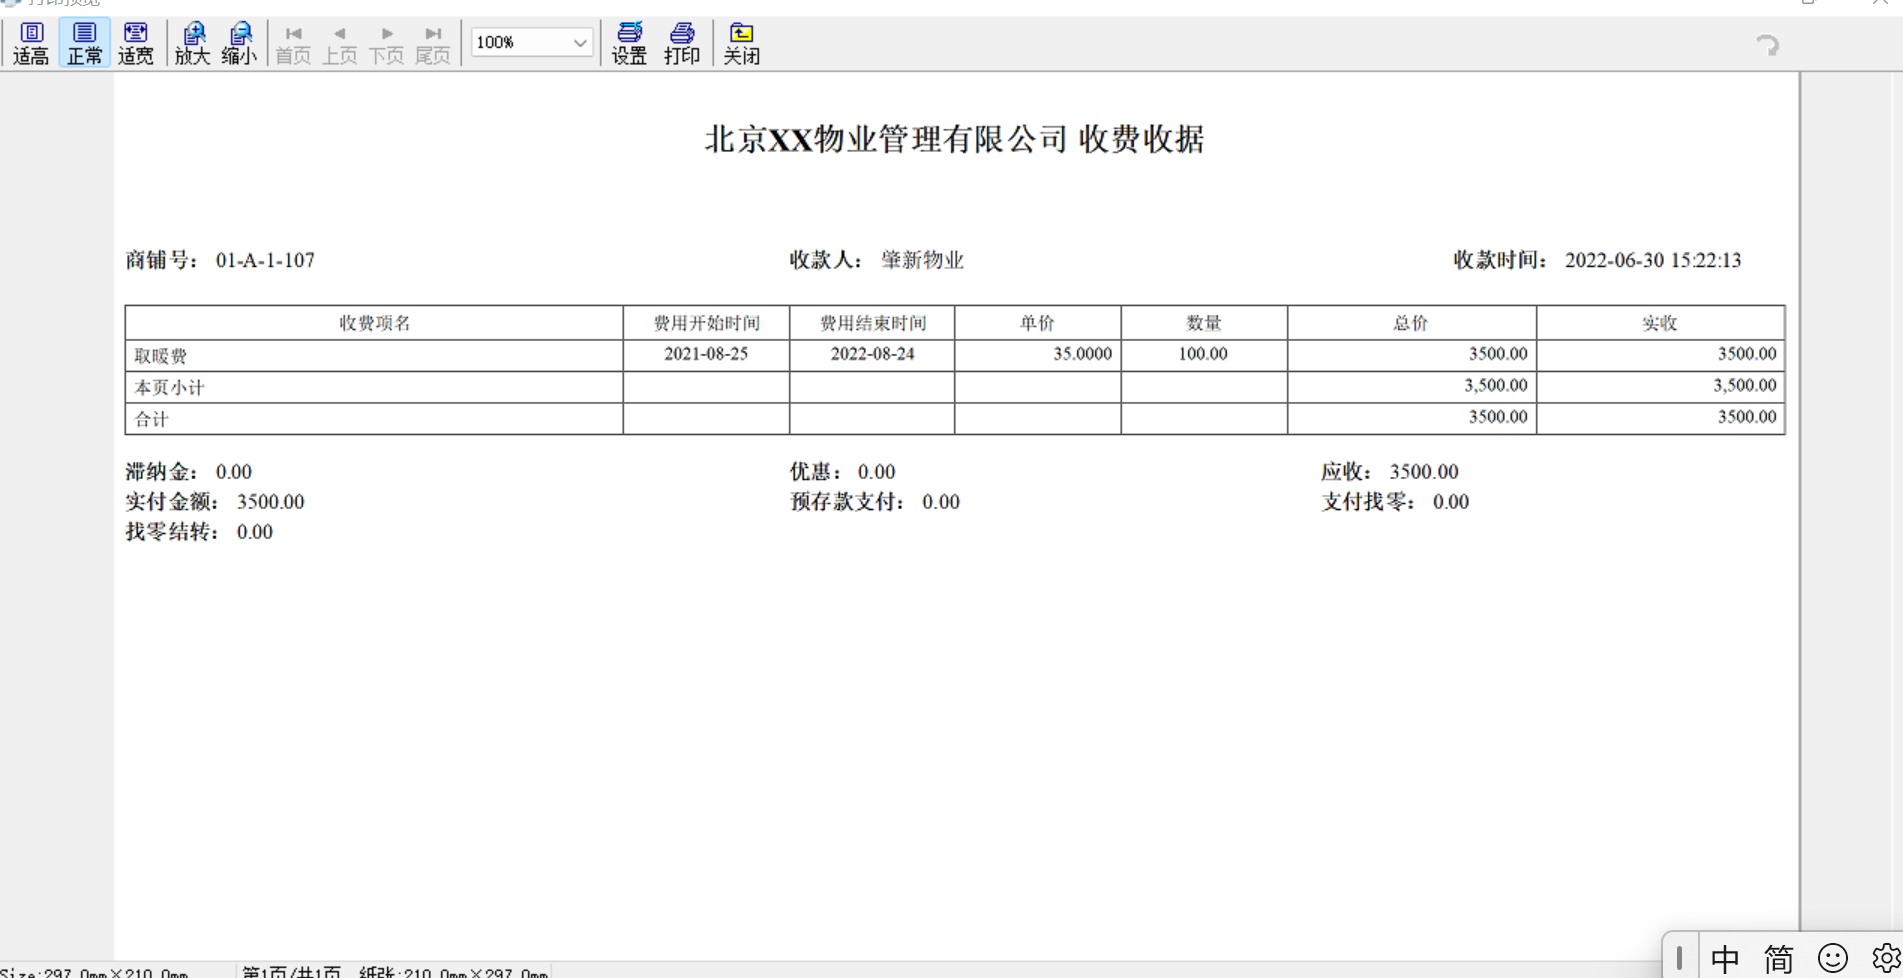 打印预览
适高 正常 适宽 放大 缩小 首页 上页 下页 尾页 100% 设置 打印 关闭
北京XX物业管理有限公司 收费收据
商铺号： 01-A-1-107 收款人： 肇新物业 收款时间： 2022-06-30 15:22:13
收费项名 费用开始时间 费用结束时间 单价 数量 总价 实收
取暖费 2021-08-25 2022-08-24 35.0000 100.00 3500.00 3500.00
本页小计 3,500.00 3,500.00
合计 3500.00 3500.00
滞纳金： 0.00 优惠： 0.00 应收： 3500.00
实付金额： 3500.00 预存款支付： 0.00 支付找零： 0.00
找零结转： 0.00
Size:297.0mm×210.0mm 第1页/共1页 纸张:210.0mm×297.0mm
中 简